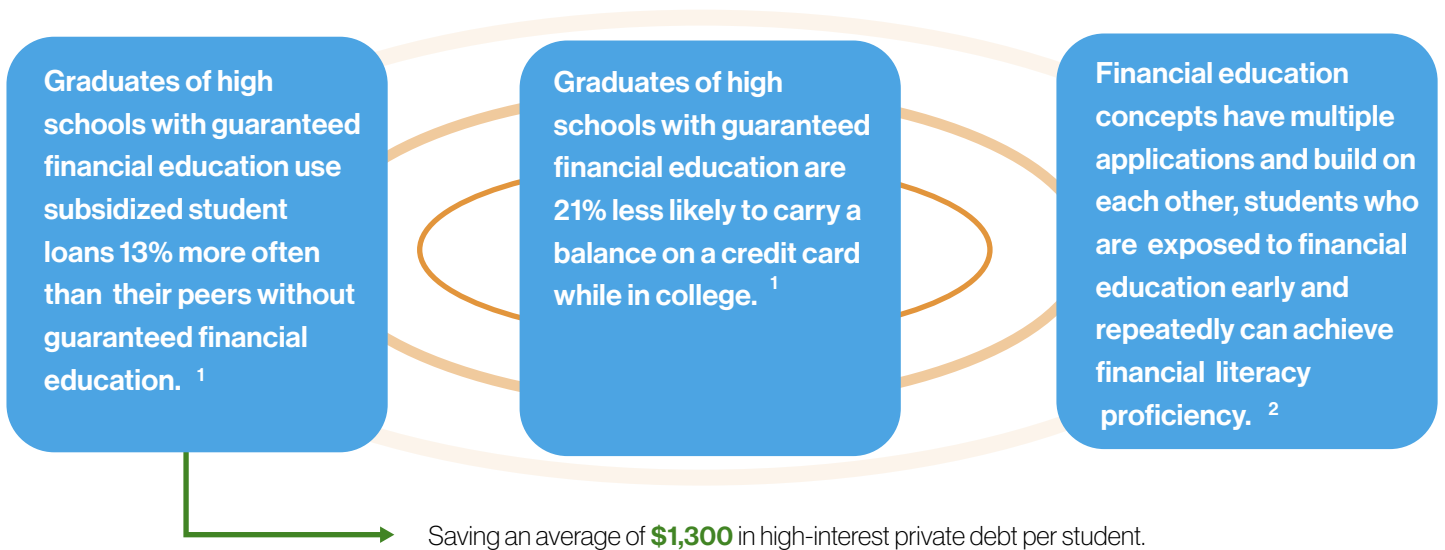 Graduates of high
schools with guaranteed
financial education use
subsidized student
loans 13% more often
than their peers without
guaranteed financial
education. 1
Graduates of high
schools with guaranteed
financial education are
21% less likely to carry a
balance on a credit card
while in college. 1
Financial education
concepts have multiple
applications and build on
each other, students who
are exposed to financial
education early and
repeatedly can achieve
financial literacy
proficiency. 2
Saving an average of $1,300 in high-interest private debt per student.